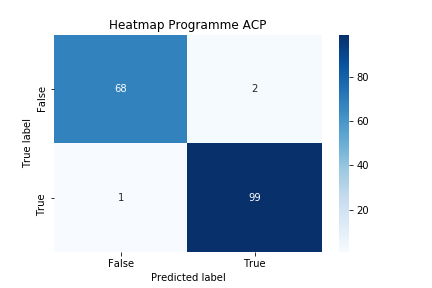 Heatmap Programme ACP
True label
False
True
68
2
1
99
False
True
Predicted label
80
60
40
20